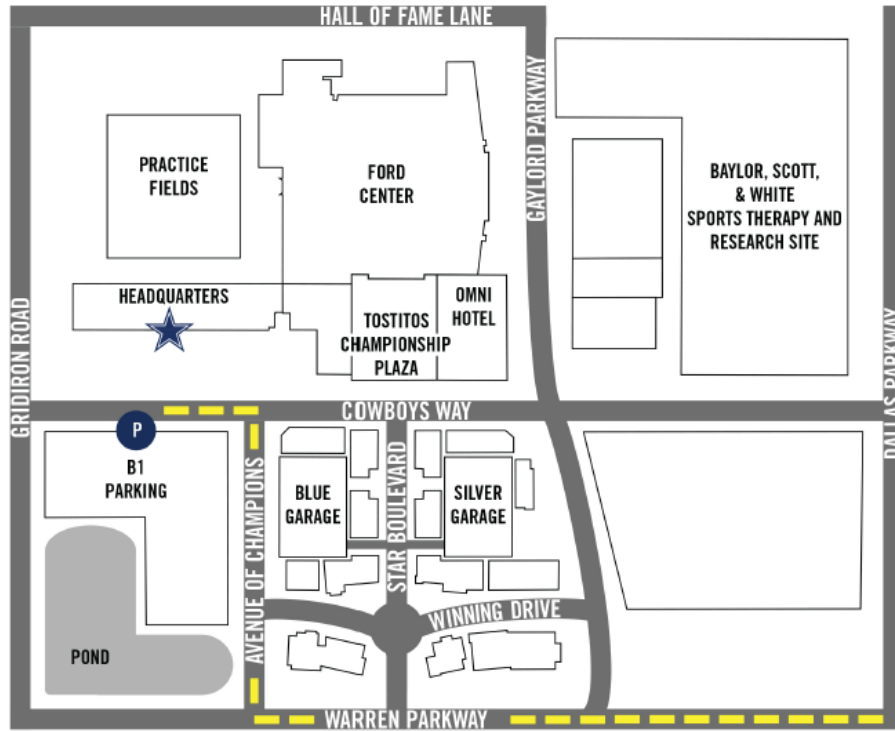 HALL OF FAME LANE
GAYLORD PARKWAY
PRACTICE
FIELDS
FORD
CENTER
BAYLOR, SCOTT,
& WHITE
SPORTS THERAPY AND
RESEARCH SITE
HEADQUARTERS
OMNI
HOTEL
TOSTITOS
CHAMPIONSHIP
PLAZA
GRIDIRON ROAD
DALLAS PARKWAY
COWBOYS WAY
P
B1
PARKING
BLUE
GARAGE
STAR BOULEVARD
SILVER
GARAGE
AVENUE OF CHAMPIONS
WINNING DRIVE
POND
WARREN PARKWAY